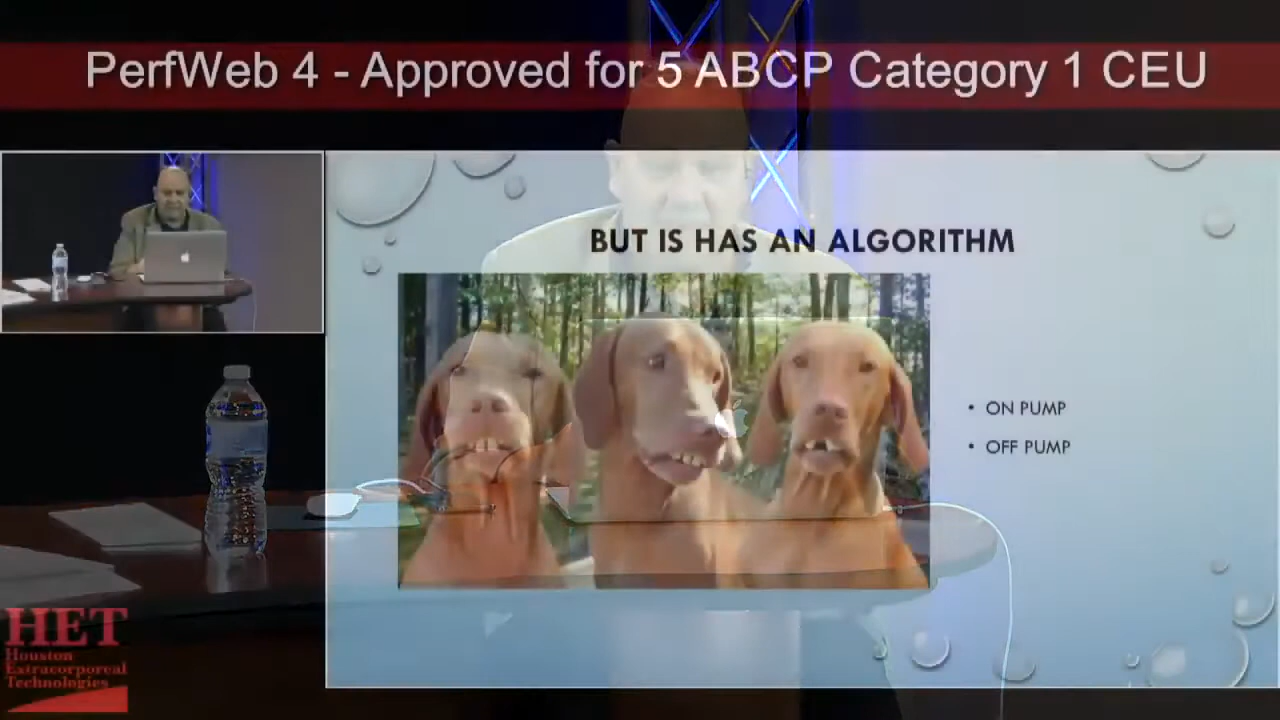 PerfWeb 4 - Approved for 5 ABCP Category 1 CEU
BUT IS HAS AN ALGORITHM
• ON PUMP
• OFF PUMP
HET
Houston
Extracorporeal
Technologies